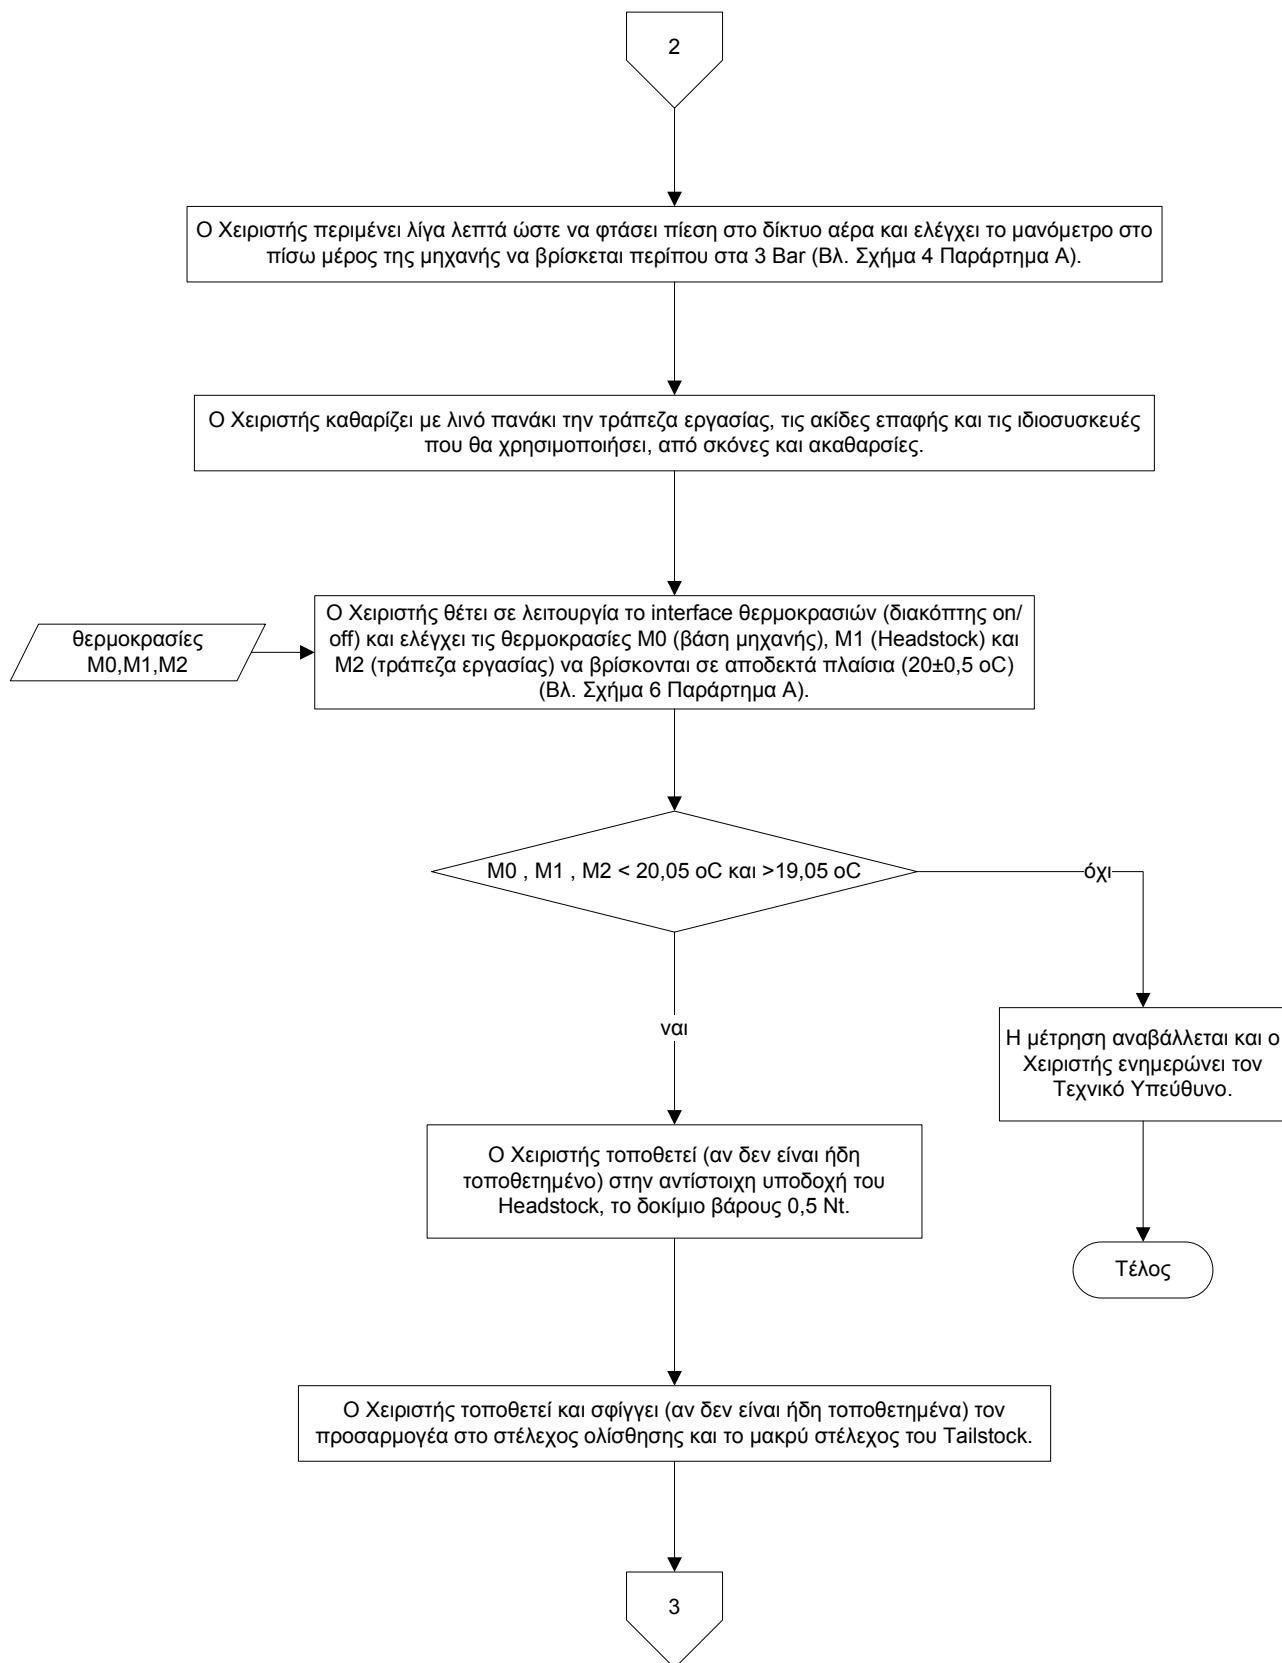 2
Ο Χειριστής περιμένει λίγα λεπτά ώστε να φτάσει πίεση στο δίκτυο αέρα και ελέγχει το μανόμετρο στο
πίσω μέρος της μηχανής να βρίσκεται περίπου στα 3 Bar (Βλ. Σχήμα 4 Παράρτημα Α).
Ο Χειριστής καθαρίζει με λινό πανάκι την τράπεζα εργασίας, τις ακίδες επαφής και τις ιδιοσυσκευές
που θα χρησιμοποιήσει, από σκόνες και ακαθαρσίες.
θερμοκρασίες
Μ0,Μ1,Μ2
Ο Χειριστής θέτει σε λειτουργία το interface θερμοκρασιών (διακόπτης on/
off) και ελέγχει τις θερμοκρασίες Μ0 (βάση μηχανής), Μ1 (Headstock) και
Μ2 (τράπεζα εργασίας) να βρίσκονται σε αποδεκτά πλαίσια (20±0,5 oC)
(Βλ. Σχήμα 6 Παράρτημα Α).
Μ0 , Μ1 , Μ2 < 20,05 oC και >19,05 oC
όχι
ναι
Η μέτρηση αναβάλλεται και ο
Χειριστής ενημερώνει τον
Τεχνικό Υπεύθυνο.
Ο Χειριστής τοποθετεί (αν δεν είναι ήδη
τοποθετημένο) στην αντίστοιχη υποδοχή του
Headstock, το δοκίμιο βάρους 0,5 Nt.
Τέλος
Ο Χειριστής τοποθετεί και σφίγγει (αν δεν είναι ήδη τοποθετημένα) τον
προσαρμογέα στο στέλεχος ολίσθησης και το μακρύ στέλεχος του Tailstock.
3